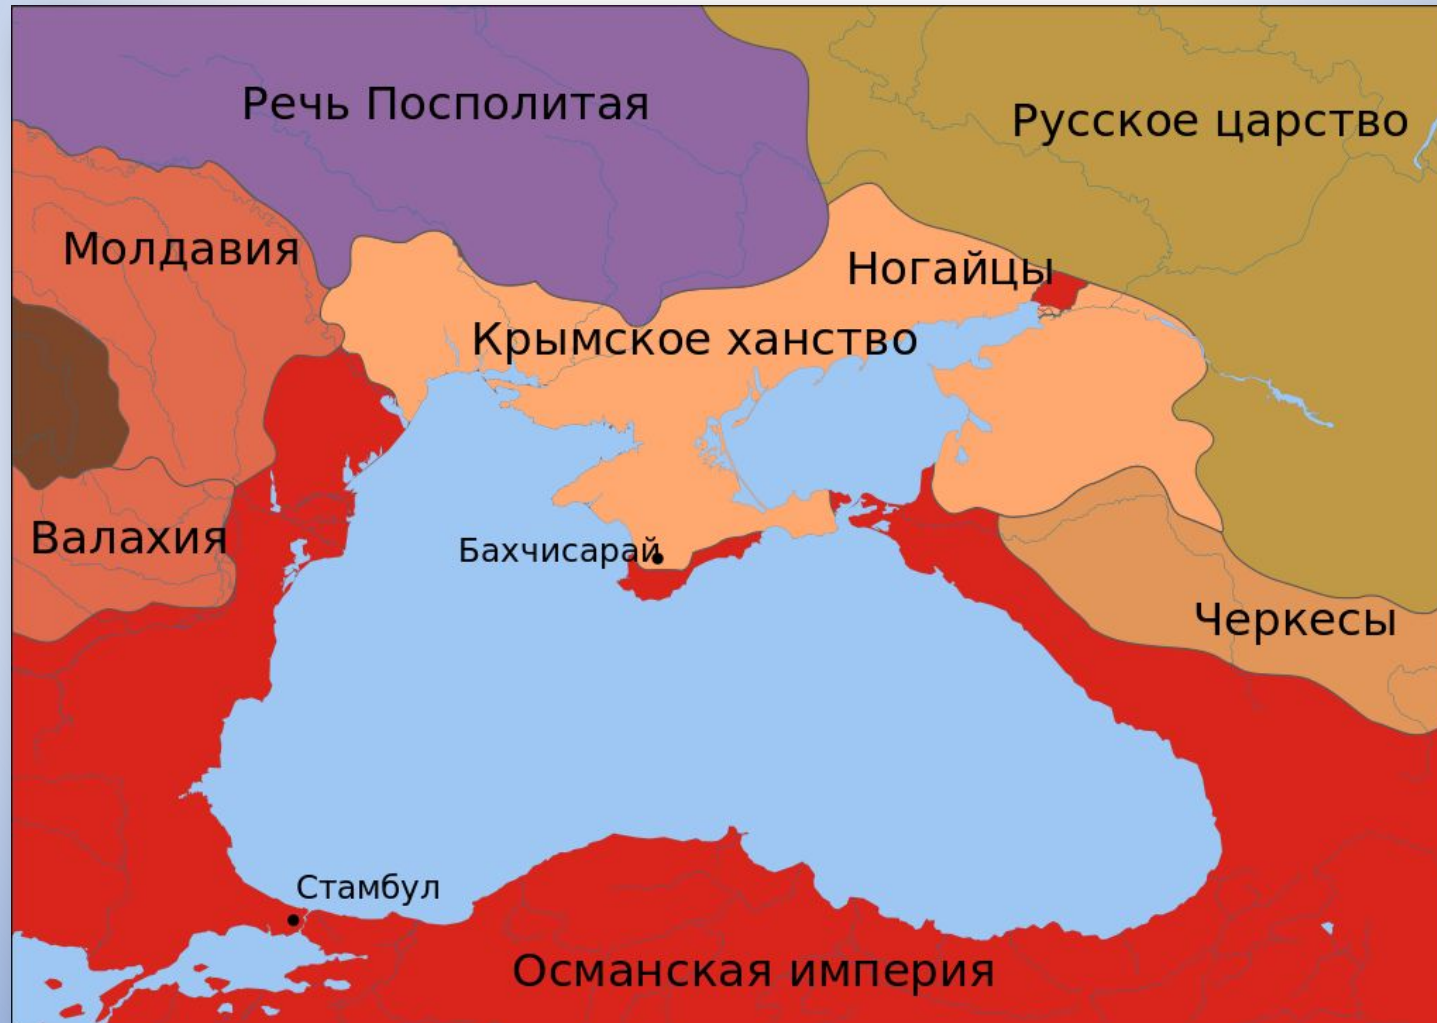 Речь Посполитая
Русское царство
Молдавия
Ногайцы
Крымское ханство
Валахия
Бахчисарай
Черкесы
Стамбул
Османская империя